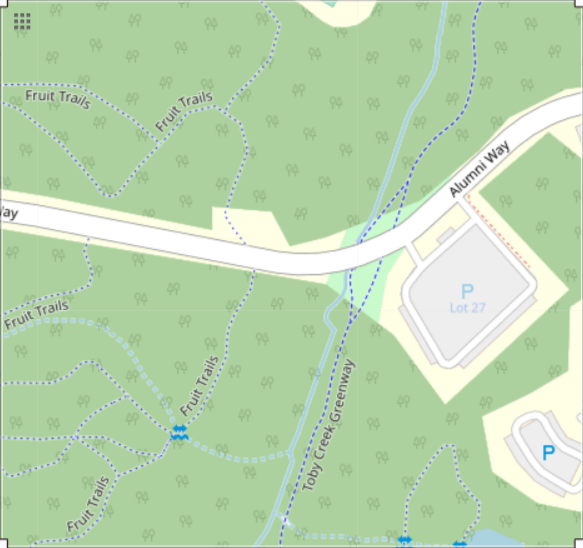 Fruit Trails
Fruit Trails
Alumni Way
Way
Fruit Trails
P
Lot 27
Fruit Trails
Toby Creek Greenway
P
Fruit Trails